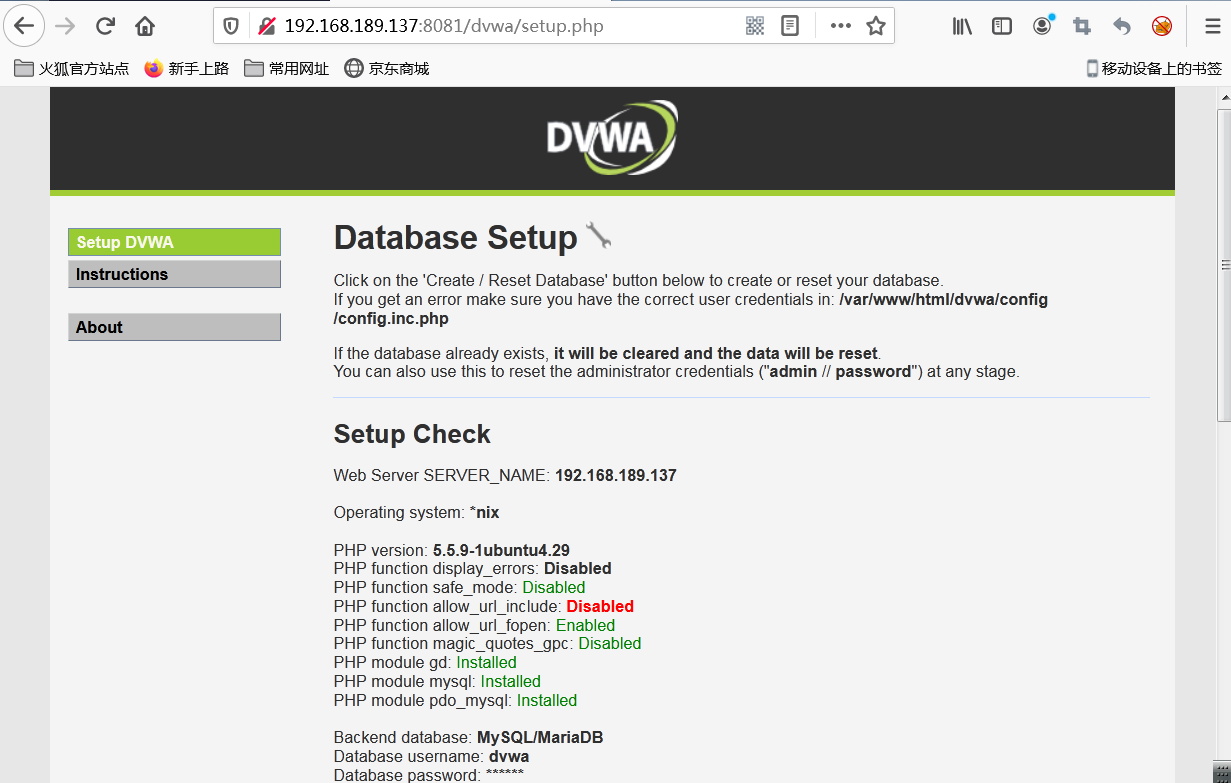 192.168.189.137:8081/dvwa/setup.php
火狐官方站点 新手上路 常用网址 京东商城 移动设备上的书签
DVWA
Setup DVWA
Instructions
About
Database Setup
Click on the 'Create / Reset Database' button below to create or reset your database.
If you get an error make sure you have the correct user credentials in: /var/www/html/dvwa/config
/config.inc.php
If the database already exists, it will be cleared and the data will be reset.
You can also use this to reset the administrator credentials ("admin // password") at any stage.
Setup Check
Web Server SERVER_NAME: 192.168.189.137
Operating system: *nix
PHP version: 5.5.9-1ubuntu4.29
PHP function display_errors: Disabled
PHP function safe_mode: Disabled
PHP function allow_url_include: Disabled
PHP function allow_url_fopen: Enabled
PHP function magic_quotes_gpc: Disabled
PHP module gd: Installed
PHP module mysql: Installed
PHP module pdo_mysql: Installed
Backend database: MySQL/MariaDB
Database username: dvwa
Database password: ******